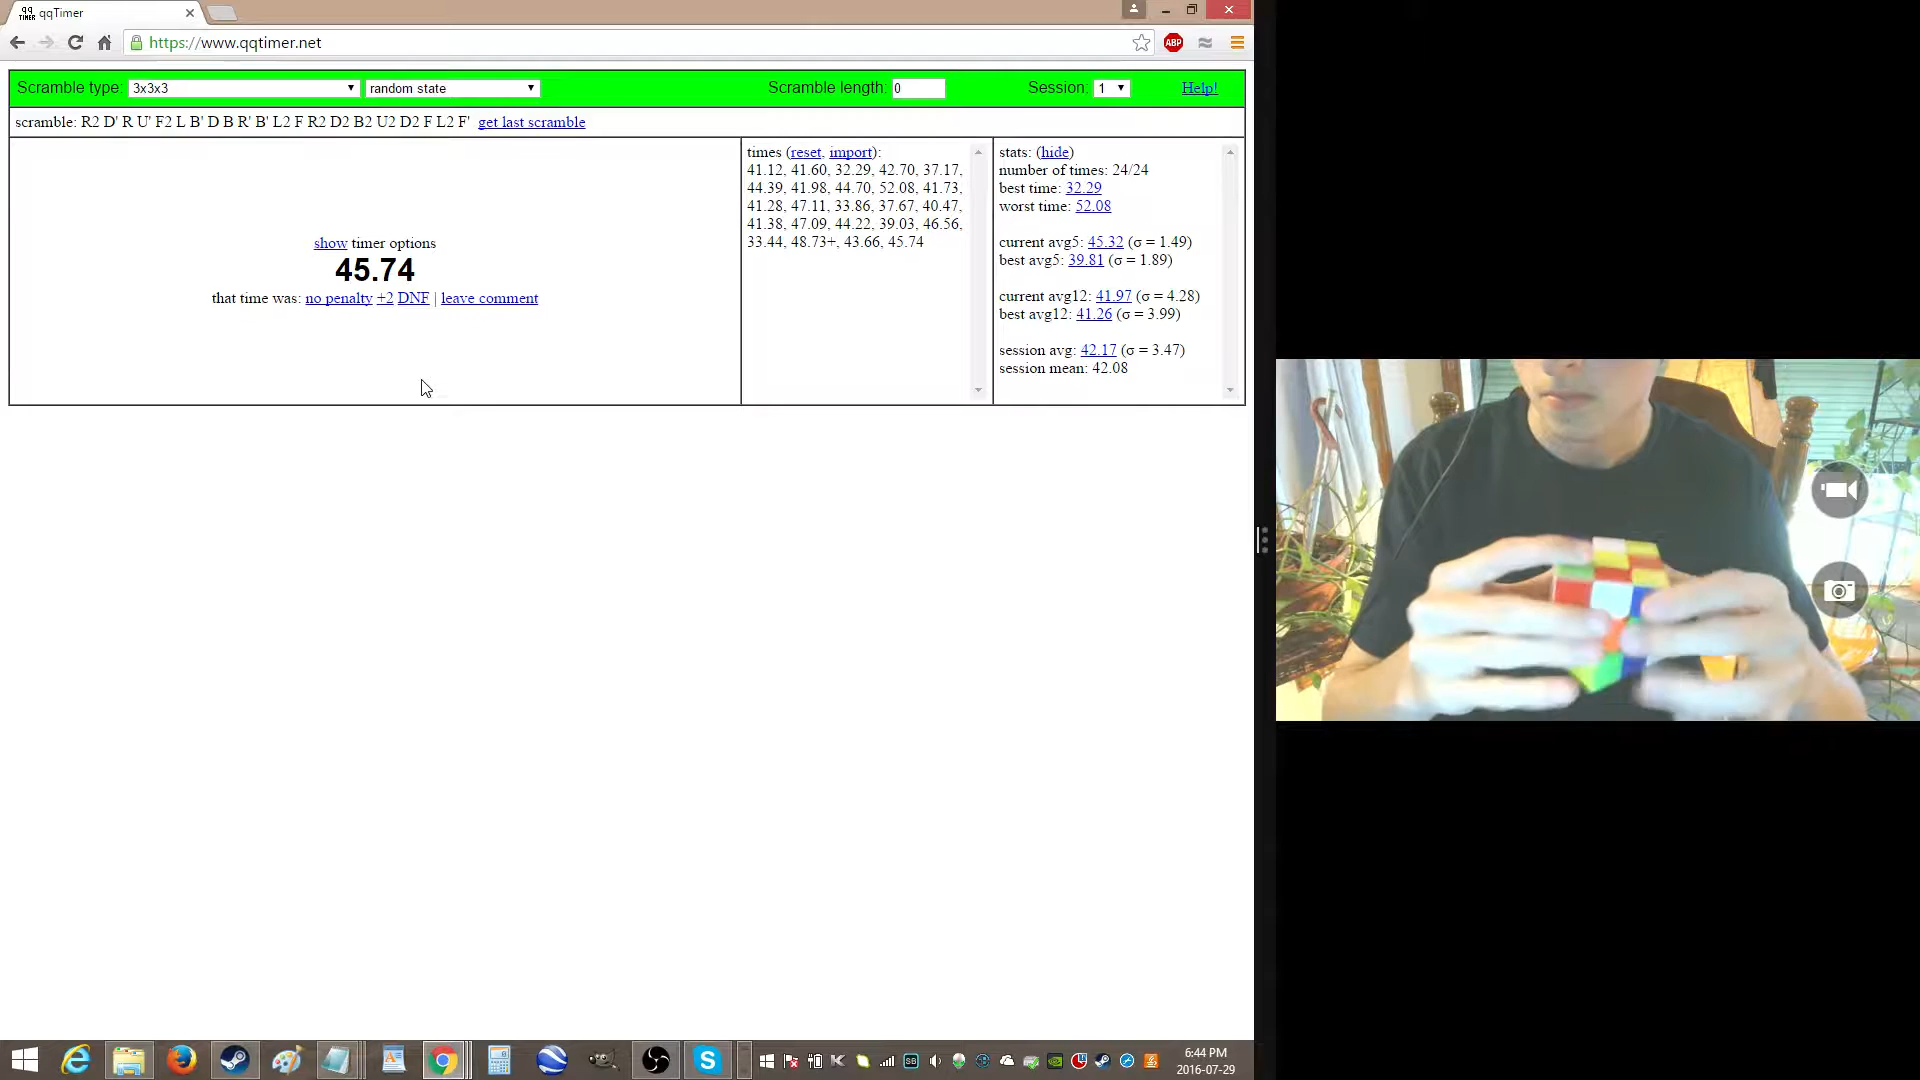 qq TIMER qqTimer
https://www.qqtimer.net
ABP
Scramble type: 3x3x3 random state Scramble length: 0 Session: 1 Help!
scramble: R2 D' R U' F2 L B' D B R' B' L2 F R2 D2 B2 U2 D2 F L2 F' get last scramble
show timer options
45.74
that time was: no penalty +2 DNF | leave comment
times (reset, import):
41.12, 41.60, 32.29, 42.70, 37.17,
44.39, 41.98, 44.70, 52.08, 41.73,
41.28, 47.11, 33.86, 37.67, 40.47,
41.38, 47.09, 44.22, 39.03, 46.56,
33.44, 48.73+, 43.66, 45.74
stats: (hide)
number of times: 24/24
best time: 32.29
worst time: 52.08
current avg5: 45.32 (σ = 1.49)
best avg5: 39.81 (σ = 1.89)
current avg12: 41.97 (σ = 4.28)
best avg12: 41.26 (σ = 3.99)
session avg: 42.17 (σ = 3.47)
session mean: 42.08
SB
6:44 PM
2016-07-29